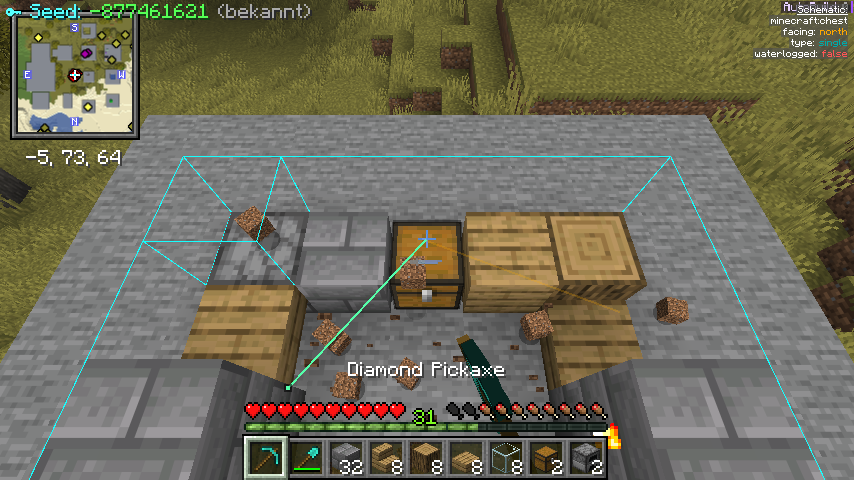 Seed: -877461621 (bekannt)
Schematic:
minecraft:chest
facing: north
type: single
waterlogged: false
S
E
W
N
-5, 73, 64
Diamond Pickaxe
31
32
8
8
8
8
2
2